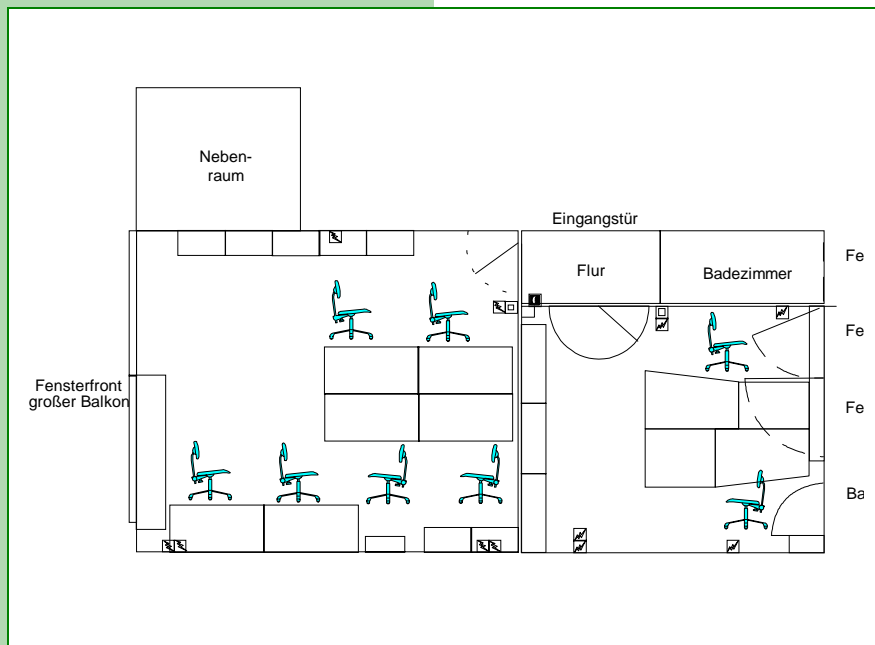 Neben-
raum
Eingangstür
Flur
Badezimmer
Fe
Fe
Fensterfront
großer Balkon
Fe
Ba